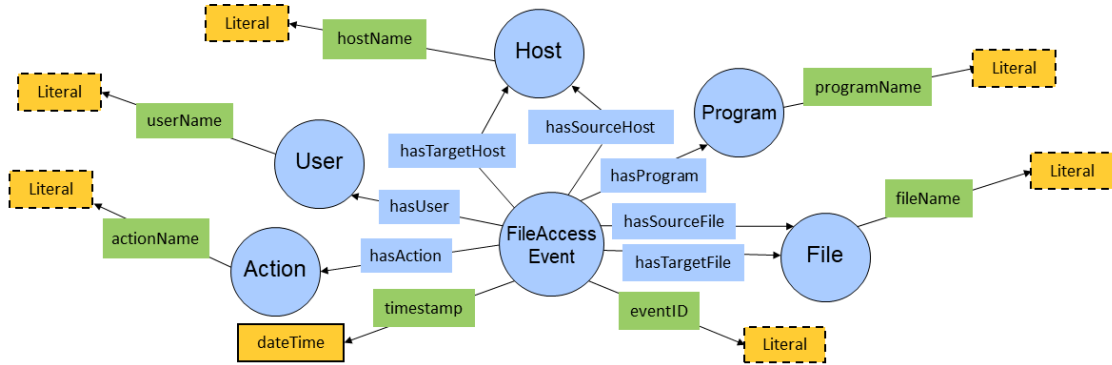 Literal
hostName
Host
Literal
programName
Literal
userName
Program
hasTargetHost
hasSourceHost
User
hasProgram
Literal
Literal
hasUser
fileName
actionName
FileAccess
Event
hasSourceFile
hasTargetFile
File
Action
hasAction
timestamp
eventID
dateTime
Literal